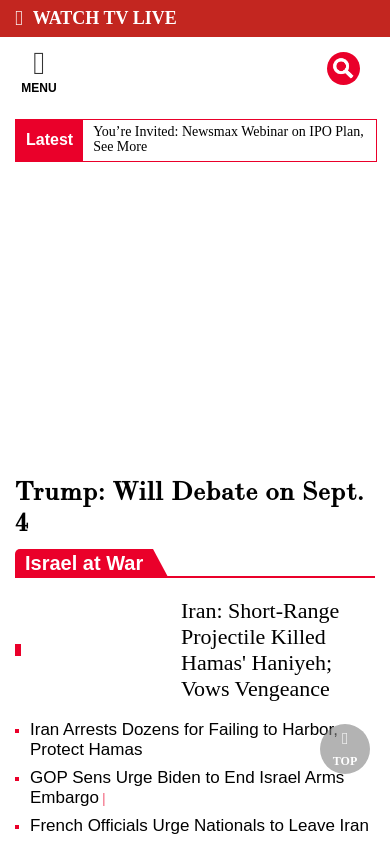 WATCH TV LIVE
MENU
Latest
You’re Invited: Newsmax Webinar on IPO Plan,
See More
Trump: Will Debate on Sept.
4
Israel at War
Iran: Short-Range
Projectile Killed
Hamas' Haniyeh;
Vows Vengeance
Iran Arrests Dozens for Failing to Harbor,
Protect Hamas
TOP
GOP Sens Urge Biden to End Israel Arms
Embargo |
French Officials Urge Nationals to Leave Iran